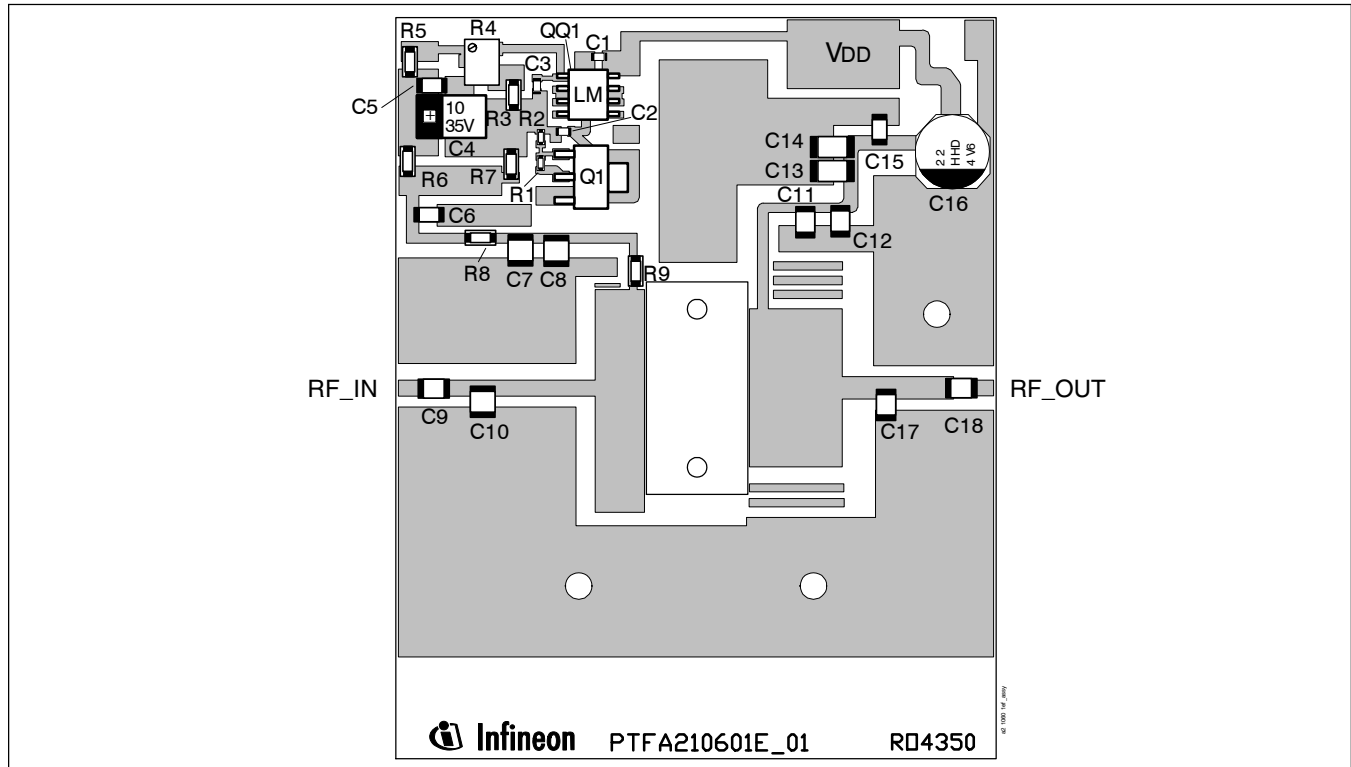 R5
R4
QQ1
C1
C3
VDD
LM
C5
10
35V
R3
R2
C2
C4
C14
C15
C13
22
HHD
4V6
R6
R7
R1
Q1
C16
C11
C6
C12
R8
C7
C8
R9
RF_IN
RF_OUT
C9
C10
C17
C18
Infineon
PTFA210601E_01
RO4350